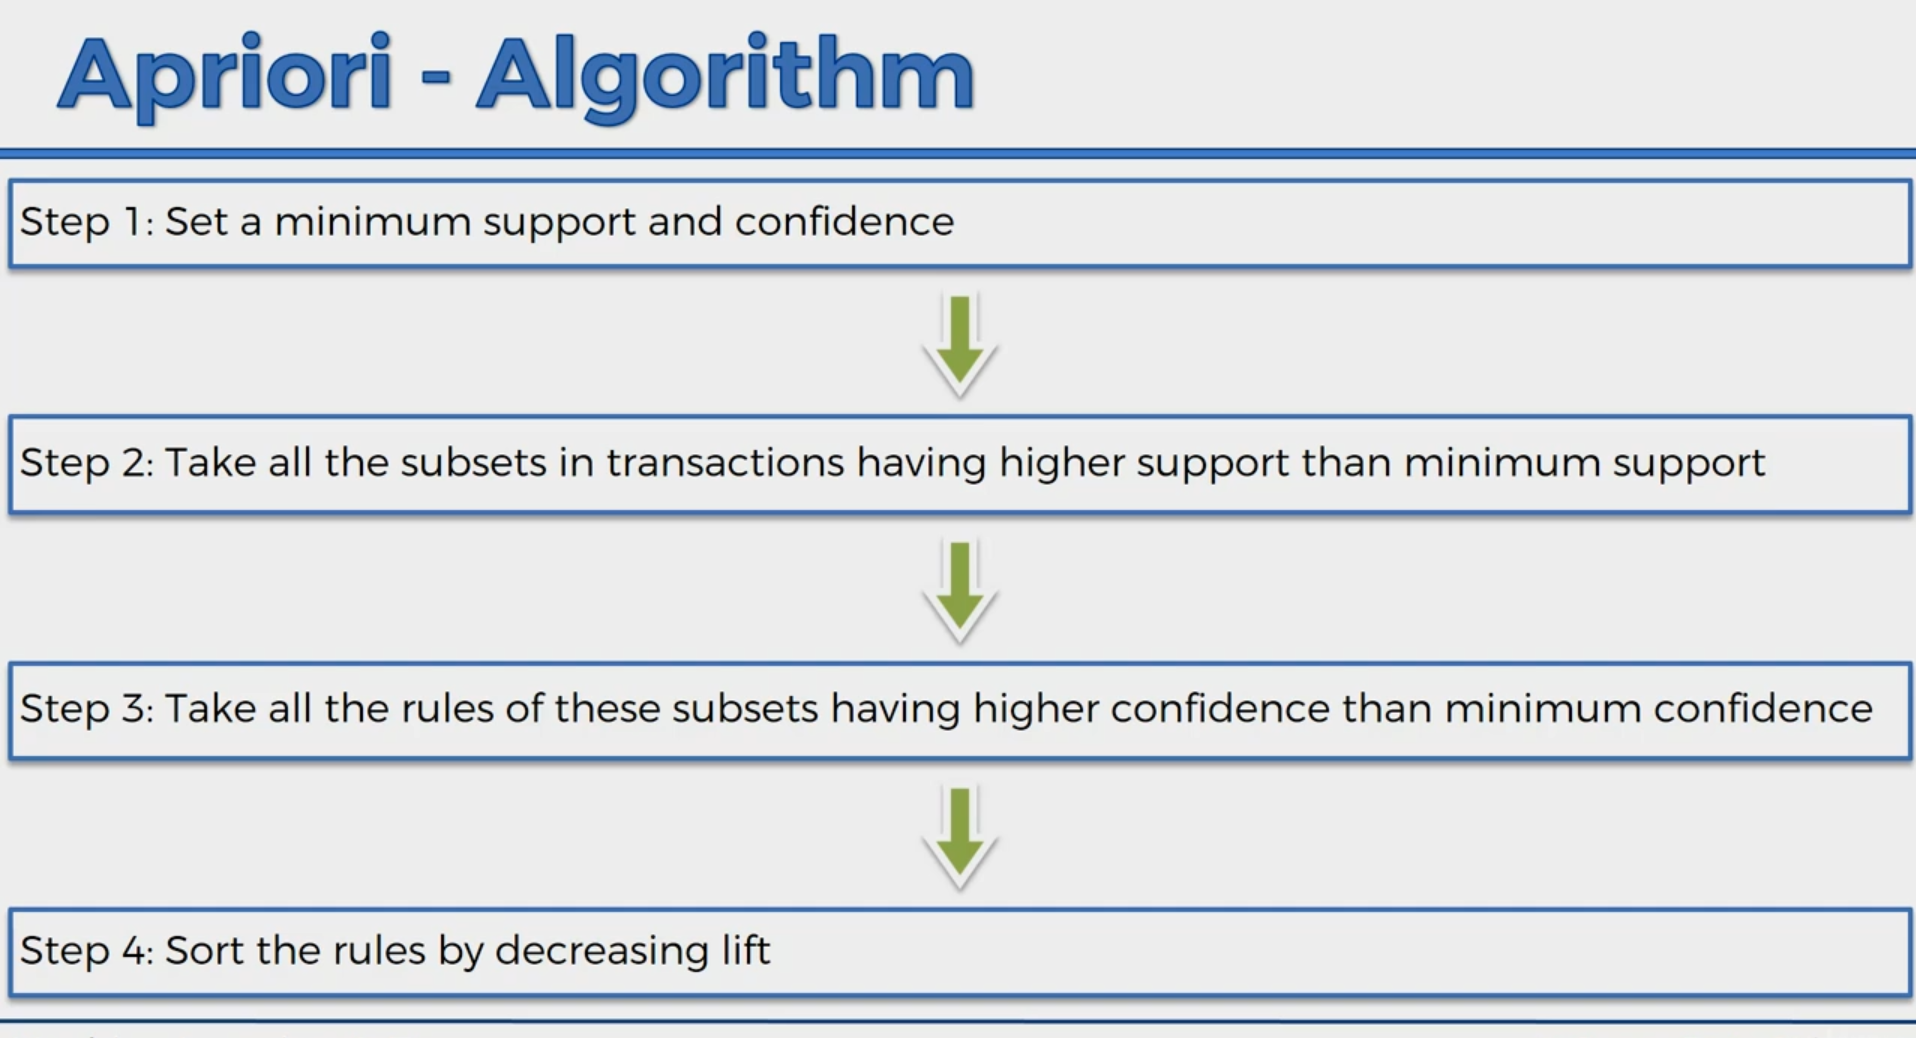 Apriori - Algorithm
Step 1: Set a minimum support and confidence
Step 2: Take all the subsets in transactions having higher support than minimum support
Step 3: Take all the rules of these subsets having higher confidence than minimum confidence
Step 4: Sort the rules by decreasing lift